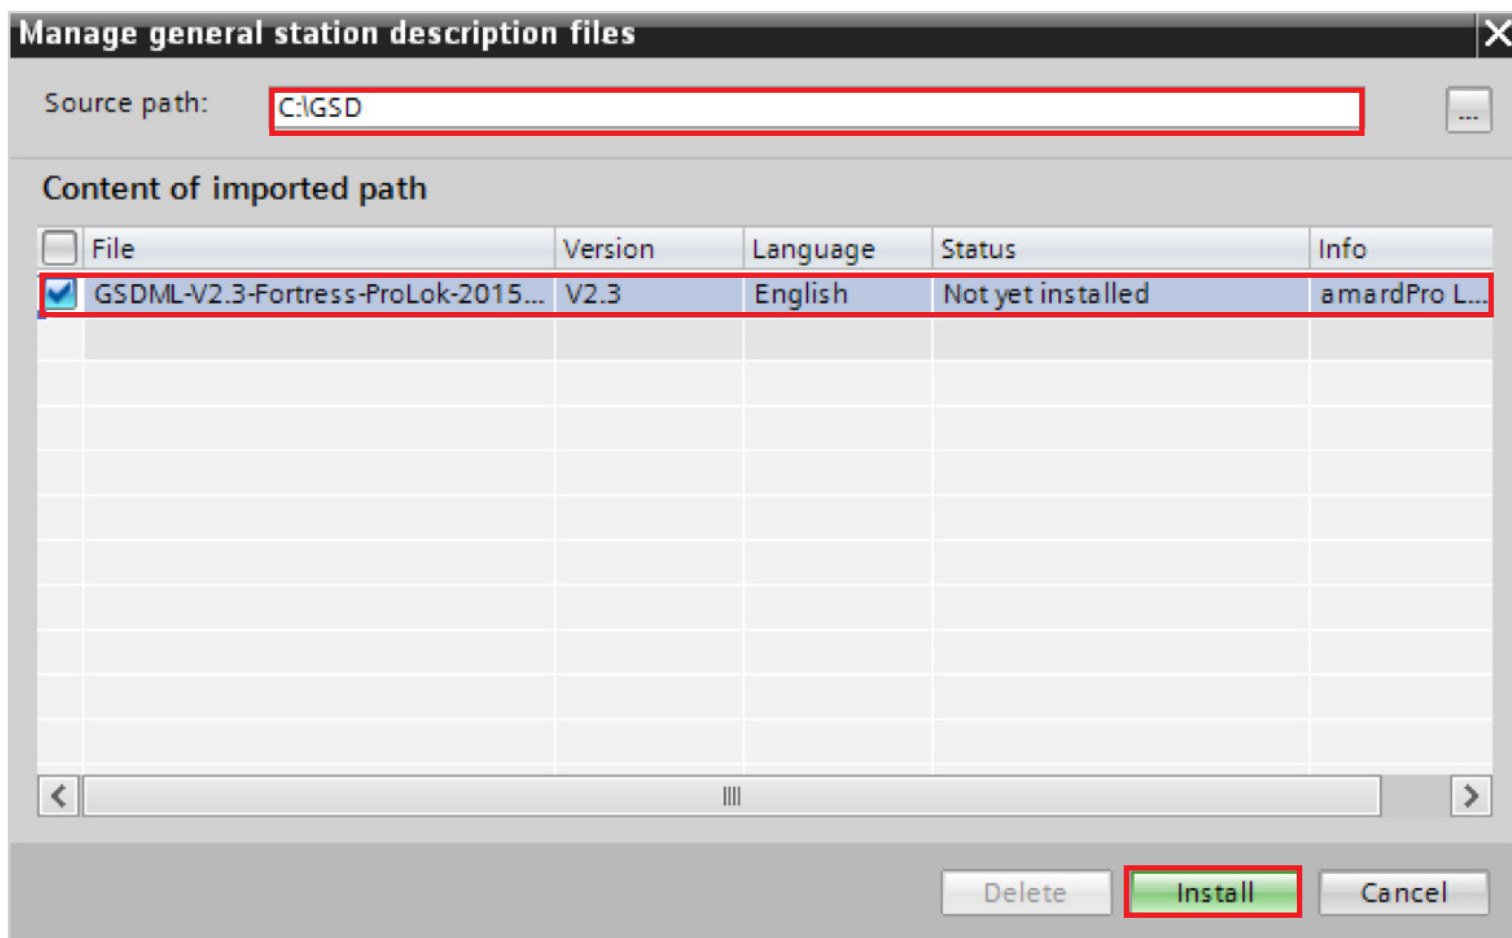 Manage general station description files
Source path: C:\GSD ...
Content of imported path
File Version Language Status Info
GSDML-V2.3-Fortress-ProLok-2015... V2.3 English Not yet installed amardPro L...
Delete Install Cancel